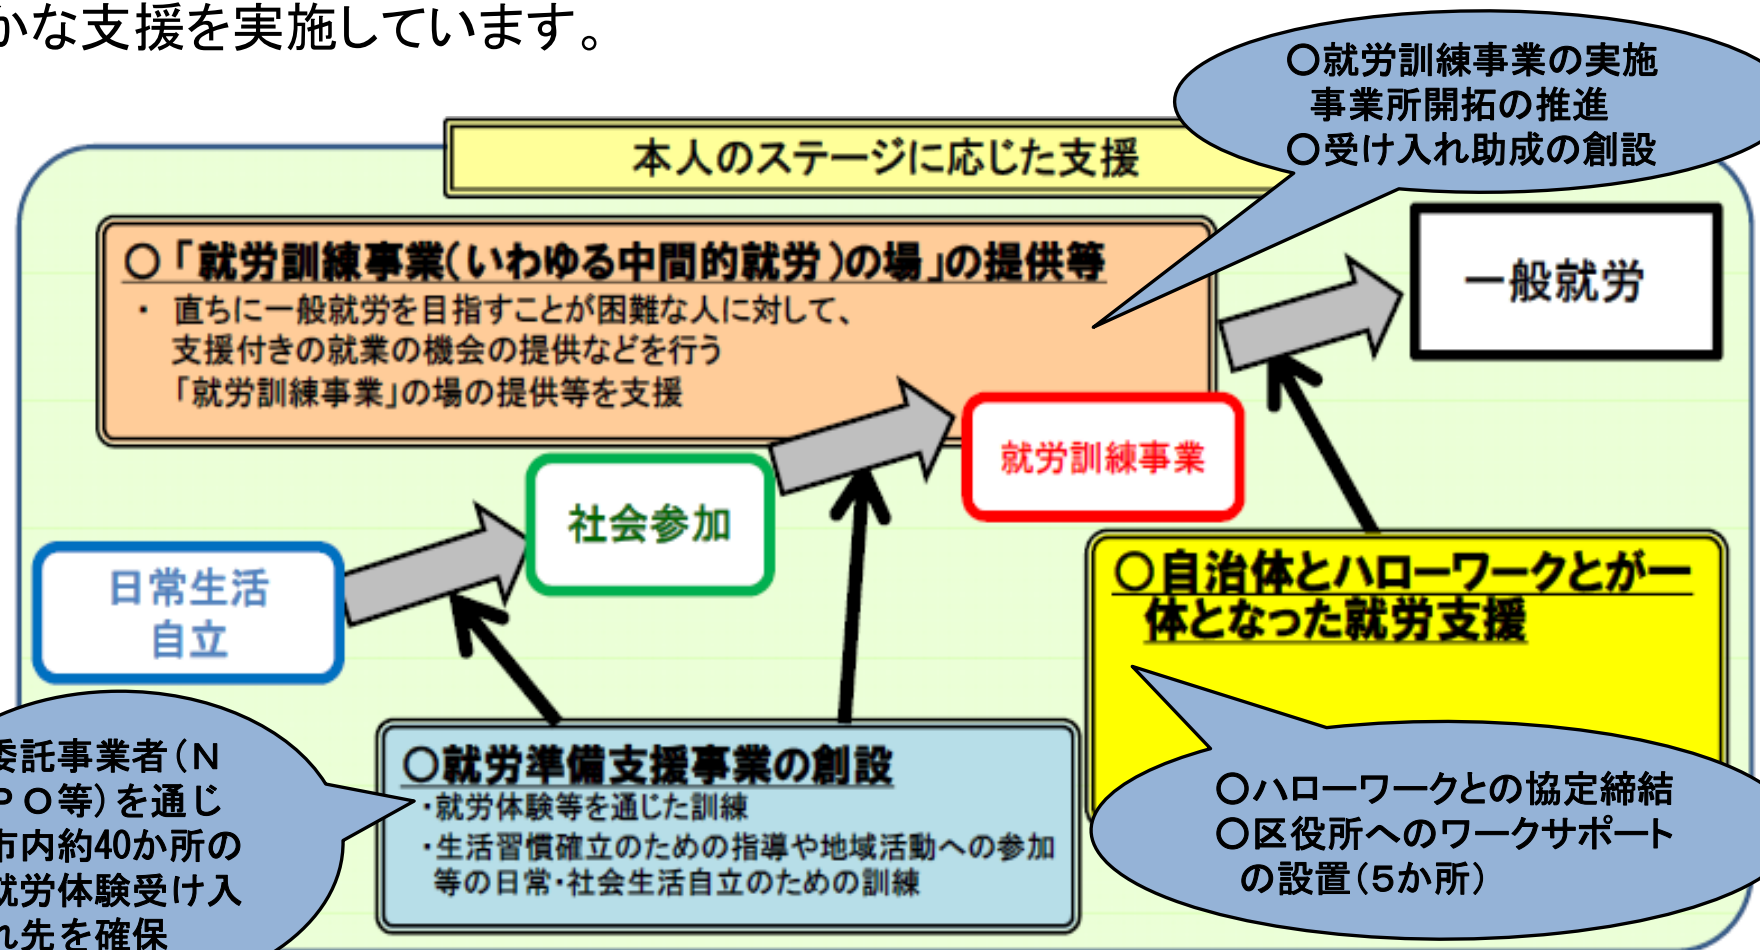 かな支援を実施しています。
〇就労訓練事業の実施
事業所開拓の推進
〇受け入れ助成の創設
本人のステージに応じた支援
〇「就労訓練事業(いわゆる中間的就労)の場」の提供等
・ 直ちに一般就労を目指すことが困難な人に対して、
支援付きの就業の機会の提供などを行う
「就労訓練事業」の場の提供等を支援
一般就労
就労訓練事業
社会参加
日常生活
自立
〇自治体とハローワークとが一
体となった就労支援
委託事業者(N
PO等)を通じ
市内約40か所の
就労体験受け入
れ先を確保
〇就労準備支援事業の創設
・就労体験等を通じた訓練
・生活習慣確立のための指導や地域活動への参加
等の日常・社会生活自立のための訓練
〇ハローワークとの協定締結
〇区役所へのワークサポート
の設置(5か所)